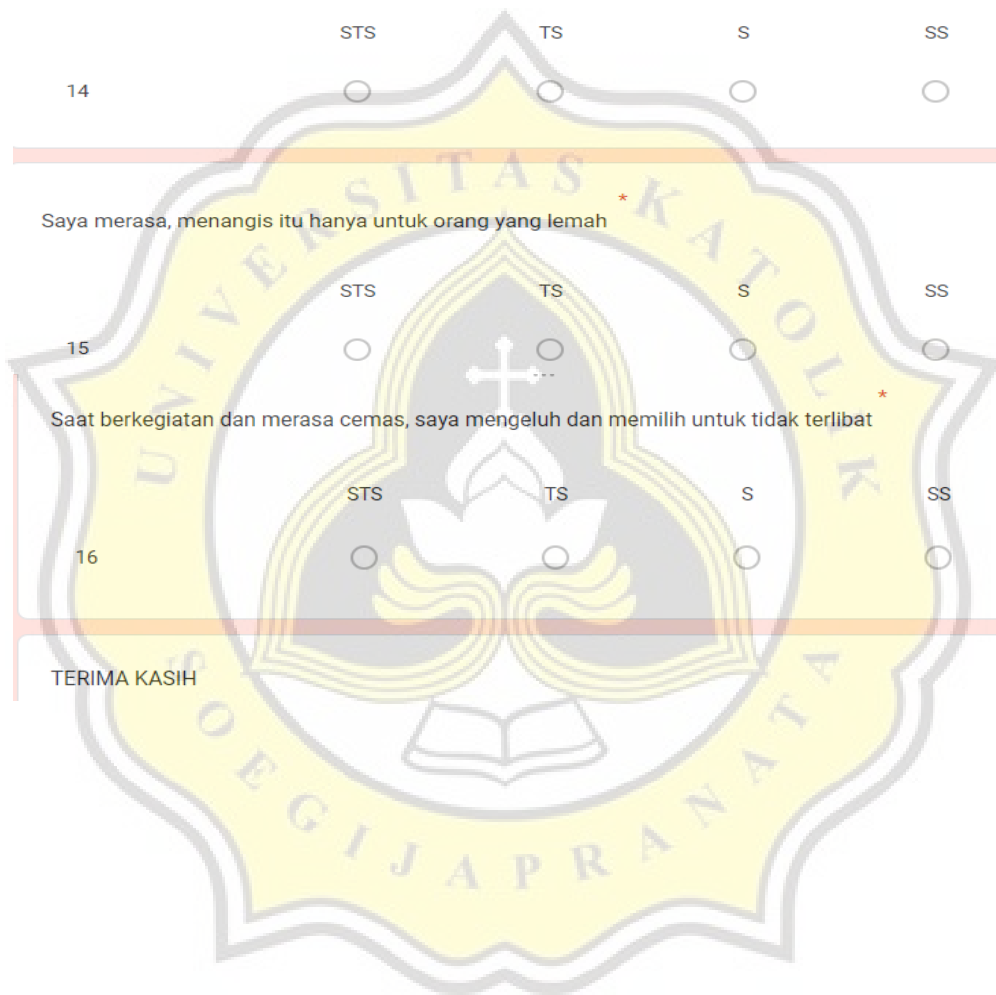 STS TS S SS
14
Saya merasa, menangis itu hanya untuk orang yang lemah *
STS TS S SS
15
Saat berkegiatan dan merasa cemas, saya mengeluh dan memilih untuk tidak terlibat *
STS TS S SS
16
TERIMA KASIH
UNIVERSITAS KATOLIK
SOEGIJAPRANATA